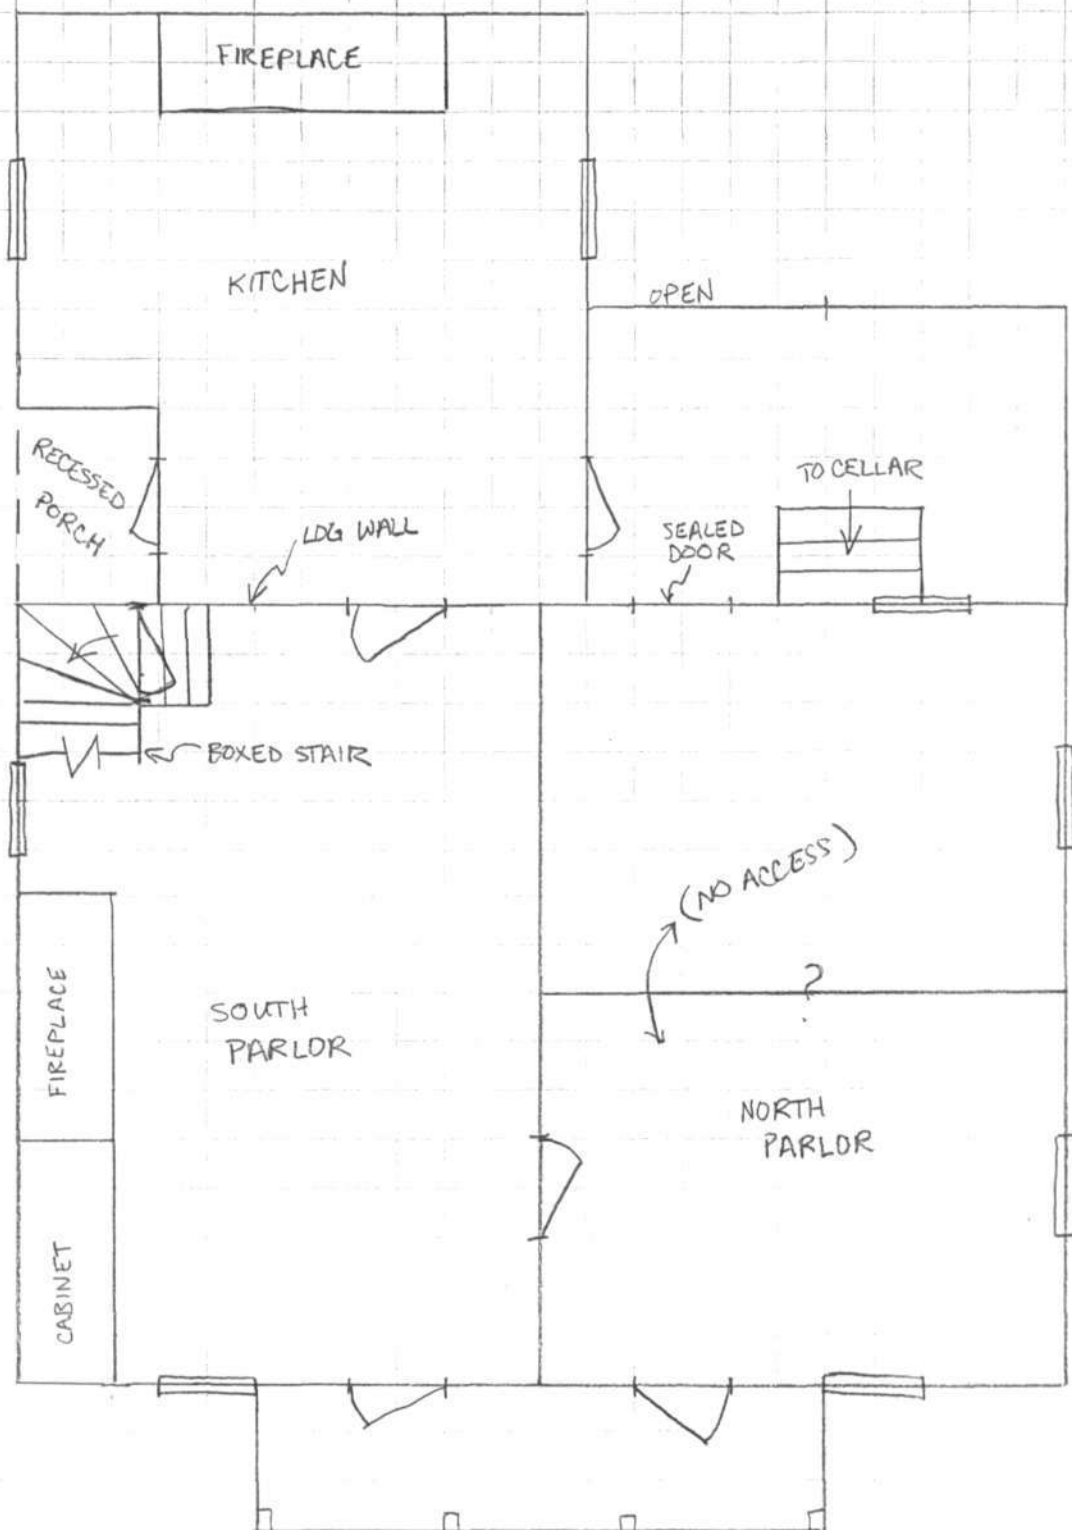 FIREPLACE
KITCHEN
OPEN
RECESSED
PORCH
TO CELLAR
LOG WALL
SEALED
DOOR
BOXED STAIR
(NO ACCESS)
?
FIREPLACE
SOUTH
PARLOR
NORTH
PARLOR
CABINET